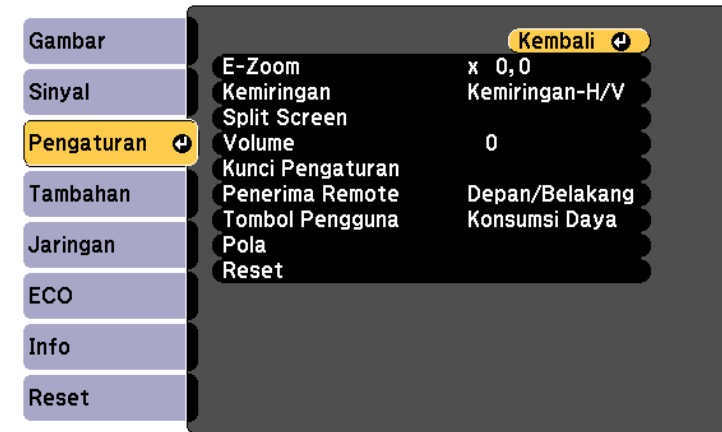 Gambar
Sinyal
Pengaturan
Tambahan
Jaringan
ECO
Info
Reset
Kembali
E-Zoom x 0,0
Kemiringan Kemiringan-H/V
Split Screen
Volume 0
Kunci Pengaturan
Penerima Remote Depan/Belakang
Tombol Pengguna Konsumsi Daya
Pola
Reset